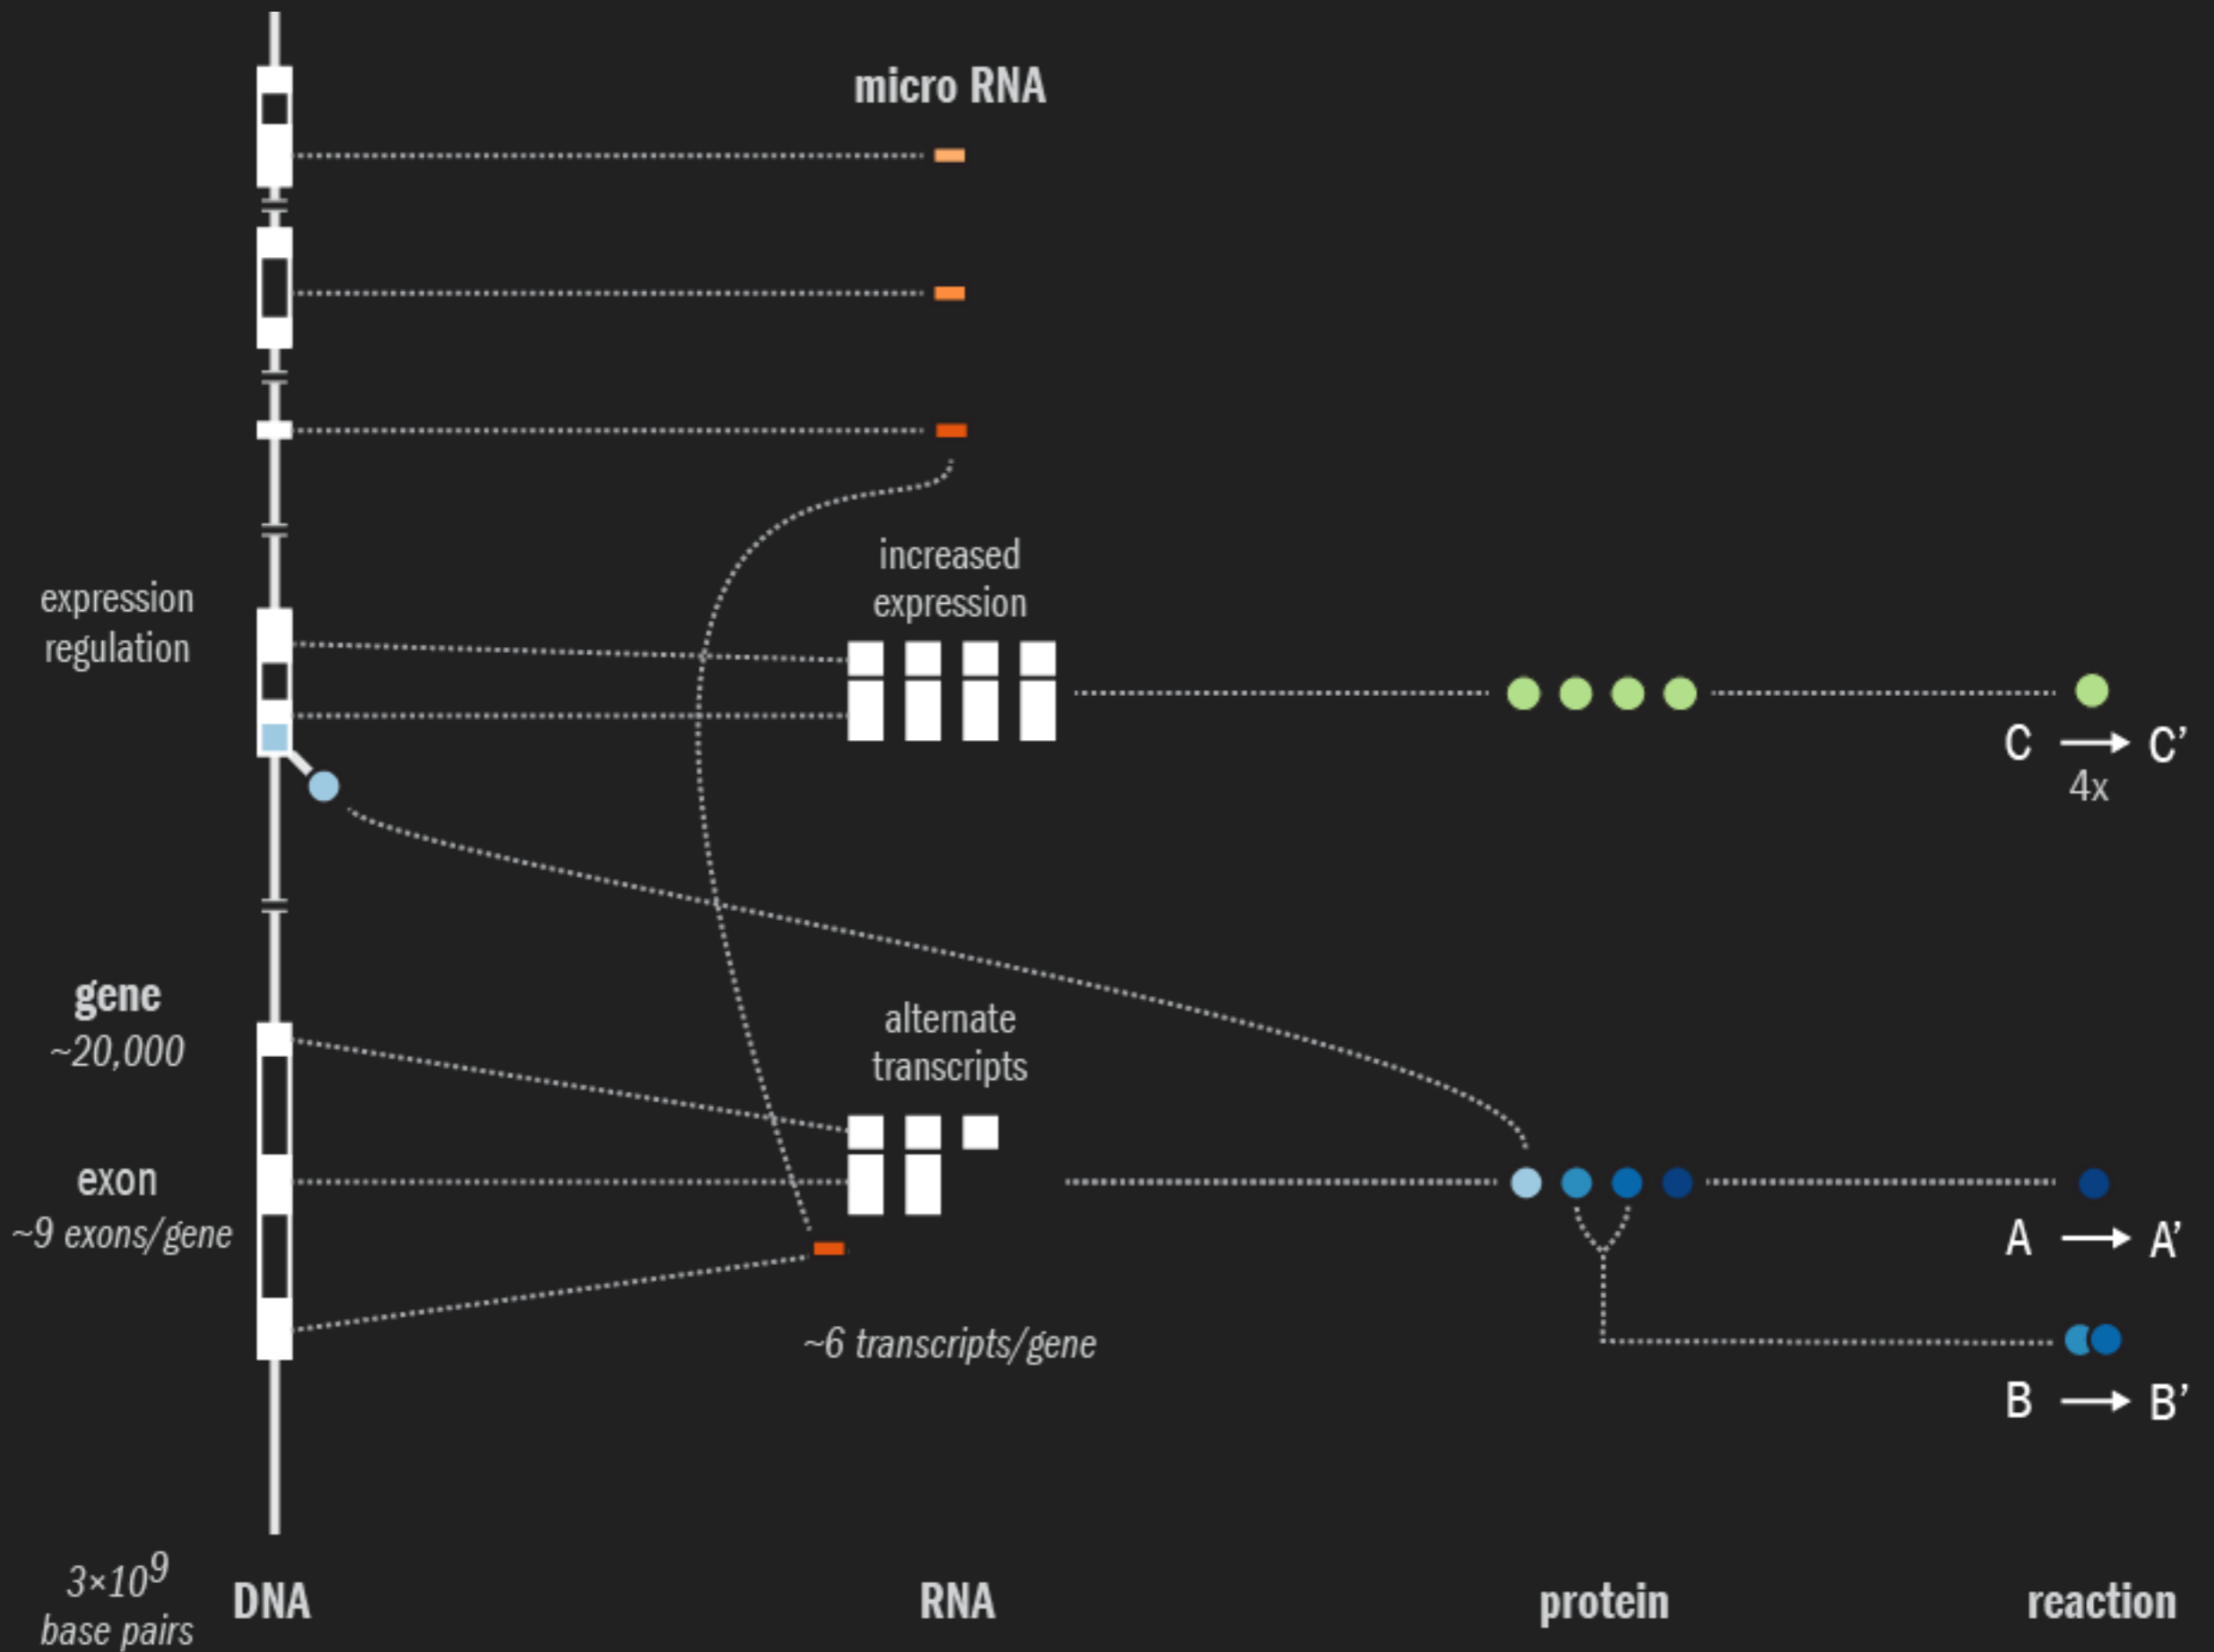 micro RNA
increased
expression
expression
regulation
C → C’
4x
gene
~20,000
alternate
transcripts
exon
~9 exons/gene
A → A’
~6 transcripts/gene
B → B’
3×10⁹
base pairs
DNA
RNA
protein
reaction